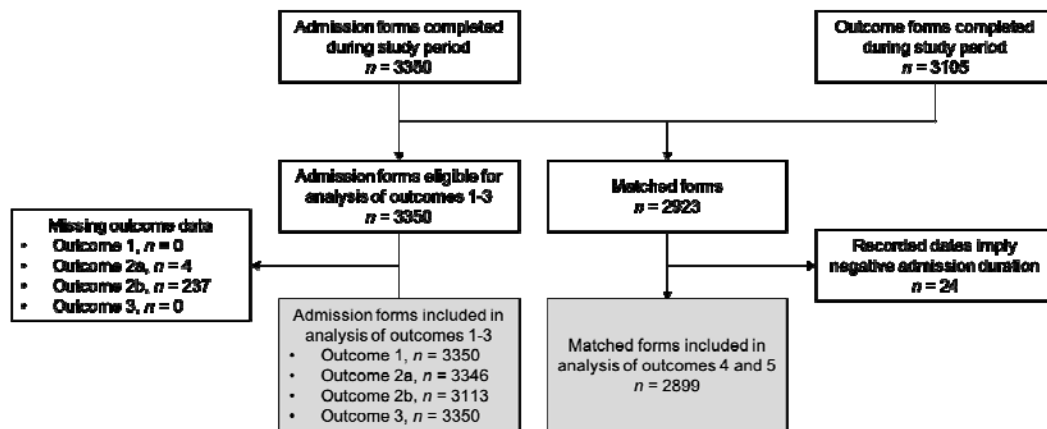 Admission forms completed
during study period
n = 3350
Outcome forms completed
during study period
n = 3105
Admission forms eligible for
analysis of outcomes 1-3
n = 3350
Matched forms
n = 2923
Missing outcome data
• Outcome 1, n = 0
• Outcome 2a, n = 4
• Outcome 2b, n = 237
• Outcome 3, n = 0
Recorded dates imply
negative admission duration
n = 24
Admission forms included in
analysis of outcomes 1-3
• Outcome 1, n = 3350
• Outcome 2a, n = 3346
• Outcome 2b, n = 3113
• Outcome 3, n = 3350
Matched forms included in
analysis of outcomes 4 and 5
n = 2899